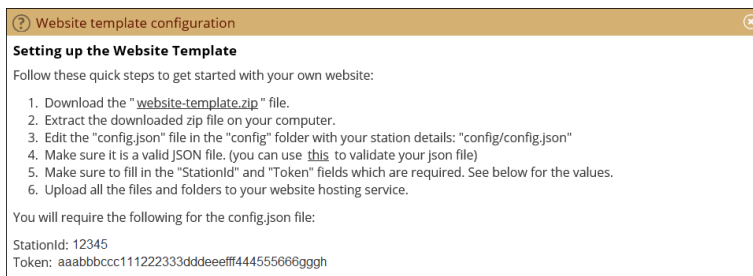 Website template configuration
Setting up the Website Template
Follow these quick steps to get started with your own website:
1. Download the "website-template.zip" file.
2. Extract the downloaded zip file on your computer.
3. Edit the "config.json" file in the "config" folder with your station details: "config/config.json"
4. Make sure it is a valid JSON file. (you can use this to validate your json file)
5. Make sure to fill in the "StationId" and "Token" fields which are required. See below for the values.
6. Upload all the files and folders to your website hosting service.
You will require the following for the config.json file:
StationId: 12345
Token: aaabbbccc111222333dddeeefff444555666gggh